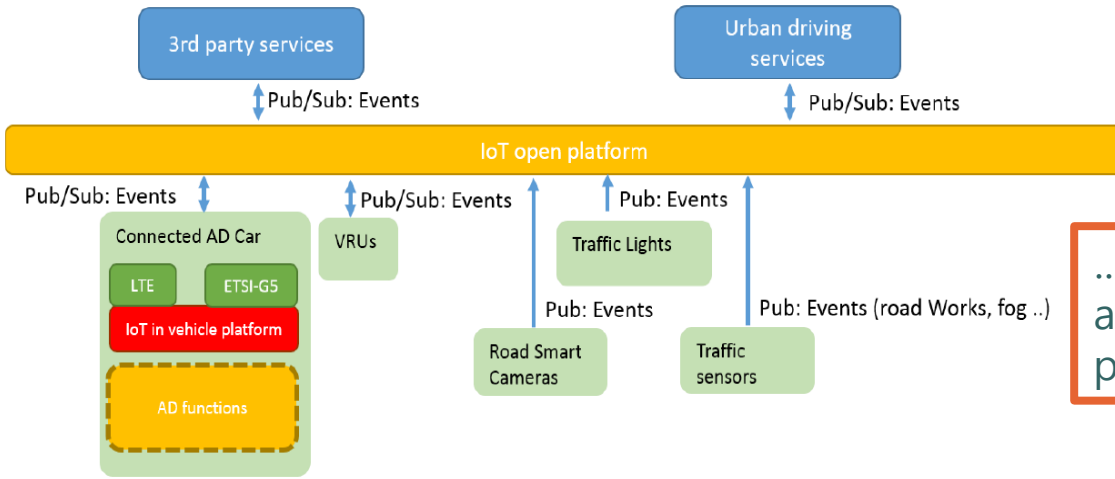 3rd party services
Urban driving
services
Pub/Sub: Events
Pub/Sub: Events
IoT open platform
Pub/Sub: Events
Pub/Sub: Events
Pub: Events
Connected AD Car
VRUs
Traffic Lights
LTE
ETSI-G5
IoT in vehicle platform
Pub: Events
Pub: Events (road Works, fog ..)
Road Smart
Cameras
Traffic
sensors
AD functions
..
a
p